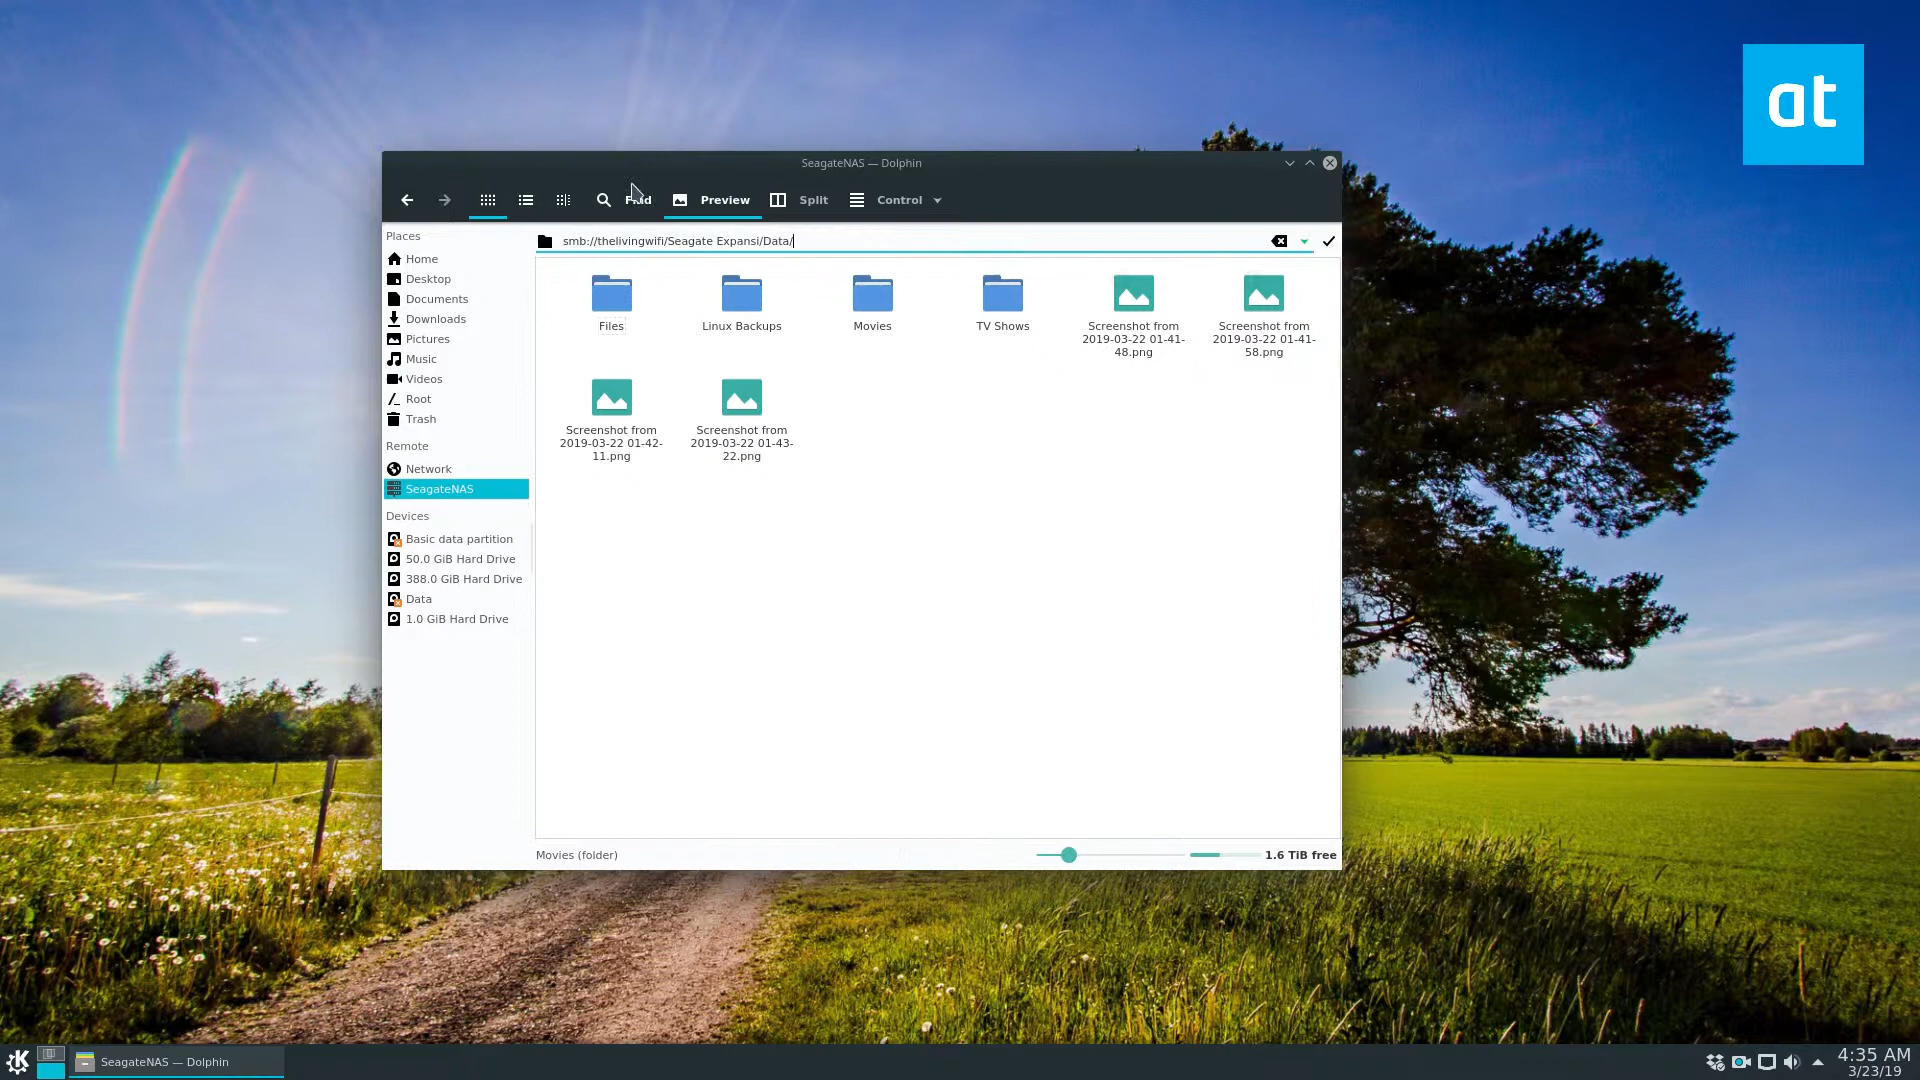 at
SeagateNAS — Dolphin
Find
Preview
Split
Control
Places
smb://thelivingwifi/Seagate Expansi/Data/
Home
Desktop
Documents
Downloads
Pictures
Music
Videos
Root
Trash
Remote
Network
SeagateNAS
Devices
Basic data partition
50.0 GiB Hard Drive
388.0 GiB Hard Drive
Data
1.0 GiB Hard Drive
Files
Linux Backups
Movies
TV Shows
Screenshot from
2019-03-22 01-41-
48.png
Screenshot from
2019-03-22 01-41-
58.png
Screenshot from
2019-03-22 01-42-
11.png
Screenshot from
2019-03-22 01-43-
22.png
Movies (folder)
1.6 TiB free
SeagateNAS — Dolphin
4:35 AM
3/23/19